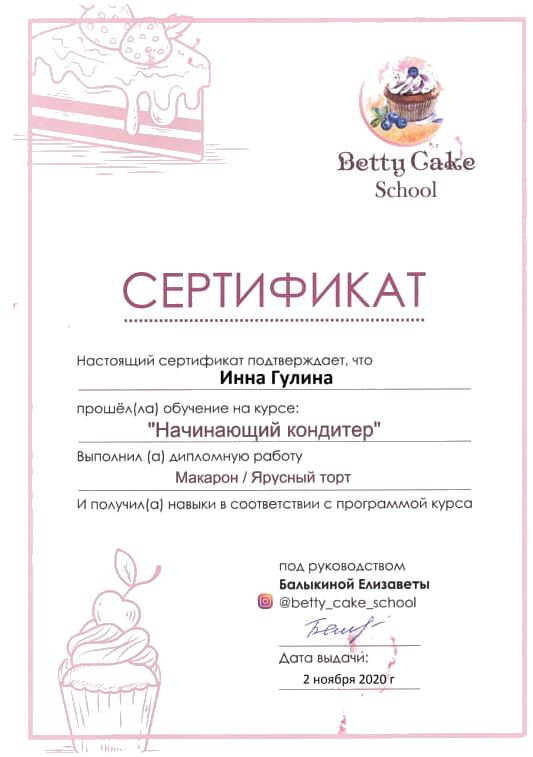 Betty Cake
School
СЕРТИФИКАТ
Настоящий сертификат подтверждает, что
Инна Гулина
прошёл(ла) обучение на курсе:
"Начинающий кондитер"
Выполнил (а) дипломную работу
Макарон / Ярусный торт
И получил(а) навыки в соответствии с программой курса
под руководством
Балыкиной Елизаветы
@betty_cake_school
Дата выдачи:
2 ноября 2020 г